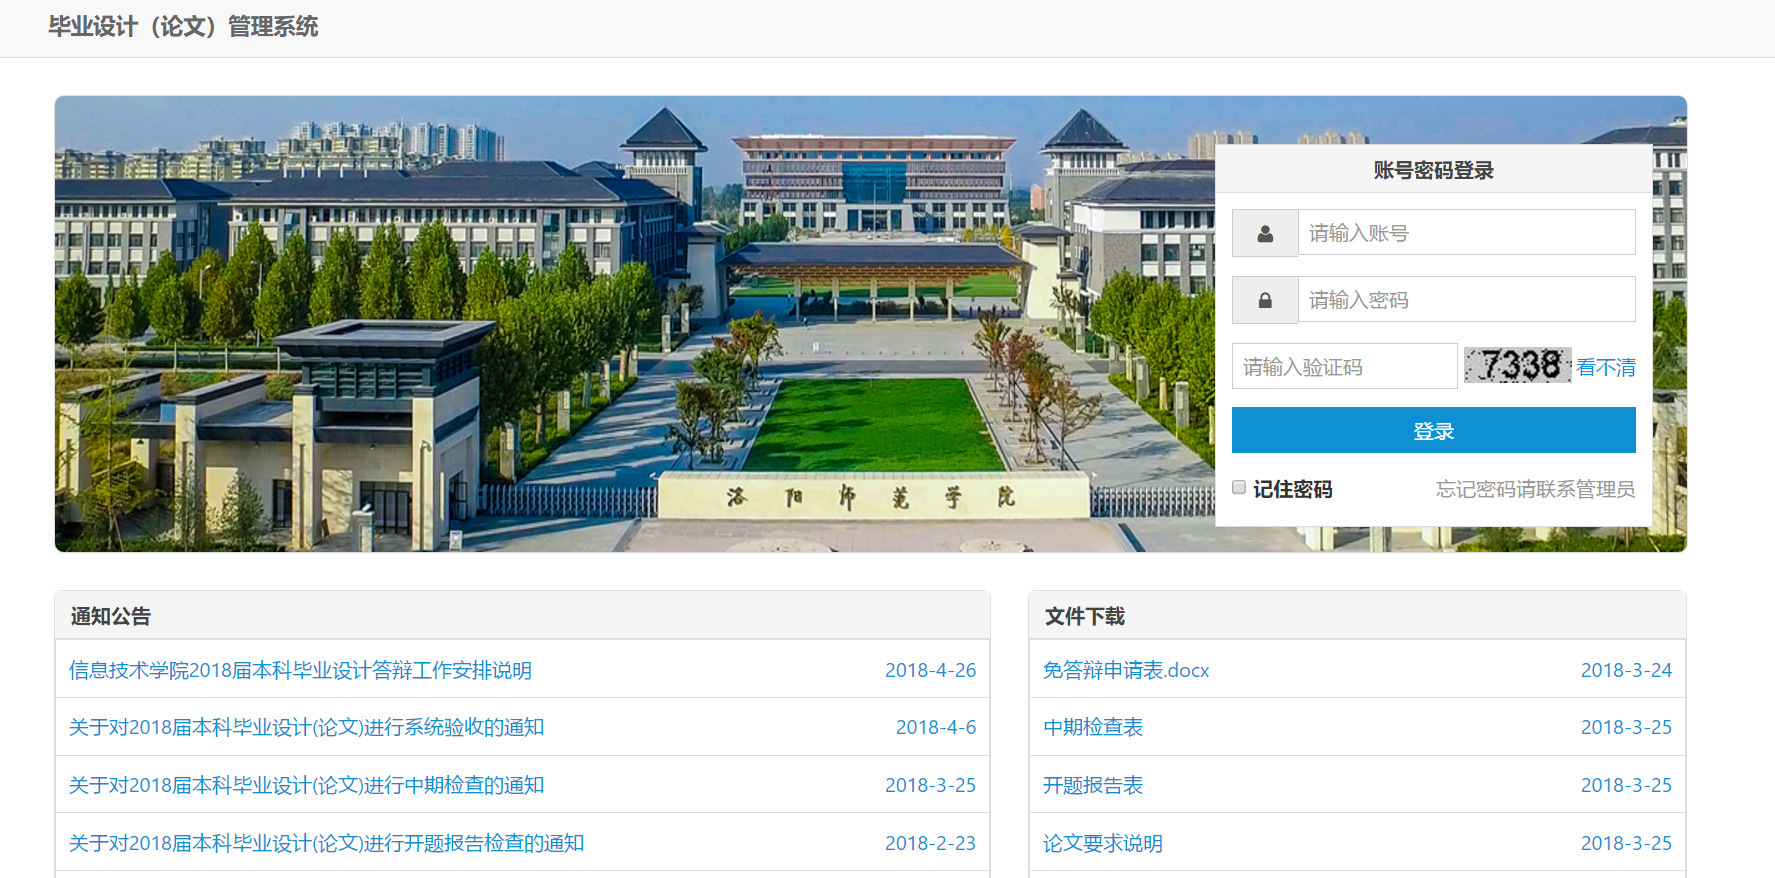 毕业设计（论文）管理系统
洛阳师范学院
账号密码登录
请输入账号
请输入密码
请输入验证码 7338 看不清
登录
记住密码 忘记密码请联系管理员
通知公告
信息技术学院2018届本科毕业设计答辩工作安排说明 2018-4-26
关于对2018届本科毕业设计(论文)进行系统验收的通知 2018-4-6
关于对2018届本科毕业设计(论文)进行中期检查的通知 2018-3-25
关于对2018届本科毕业设计(论文)进行开题报告检查的通知 2018-2-23
文件下载
免答辩申请表.docx 2018-3-24
中期检查表 2018-3-25
开题报告表 2018-3-25
论文要求说明 2018-3-25